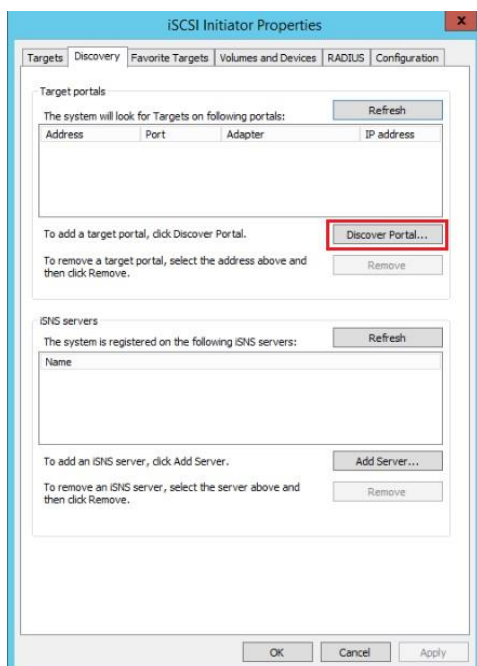 iSCSI Initiator Properties
x
Targets Discovery Favorite Targets Volumes and Devices RADIUS Configuration
Target portals
The system will look for Targets on following portals:
Refresh
Address Port Adapter IP address
To add a target portal, click Discover Portal.
Discover Portal...
To remove a target portal, select the address above and
then click Remove.
Remove
iSNS servers
The system is registered on the following iSNS servers:
Refresh
Name
To add an iSNS server, click Add Server.
Add Server...
To remove an iSNS server, select the server above and
then click Remove.
Remove
OK Cancel Apply